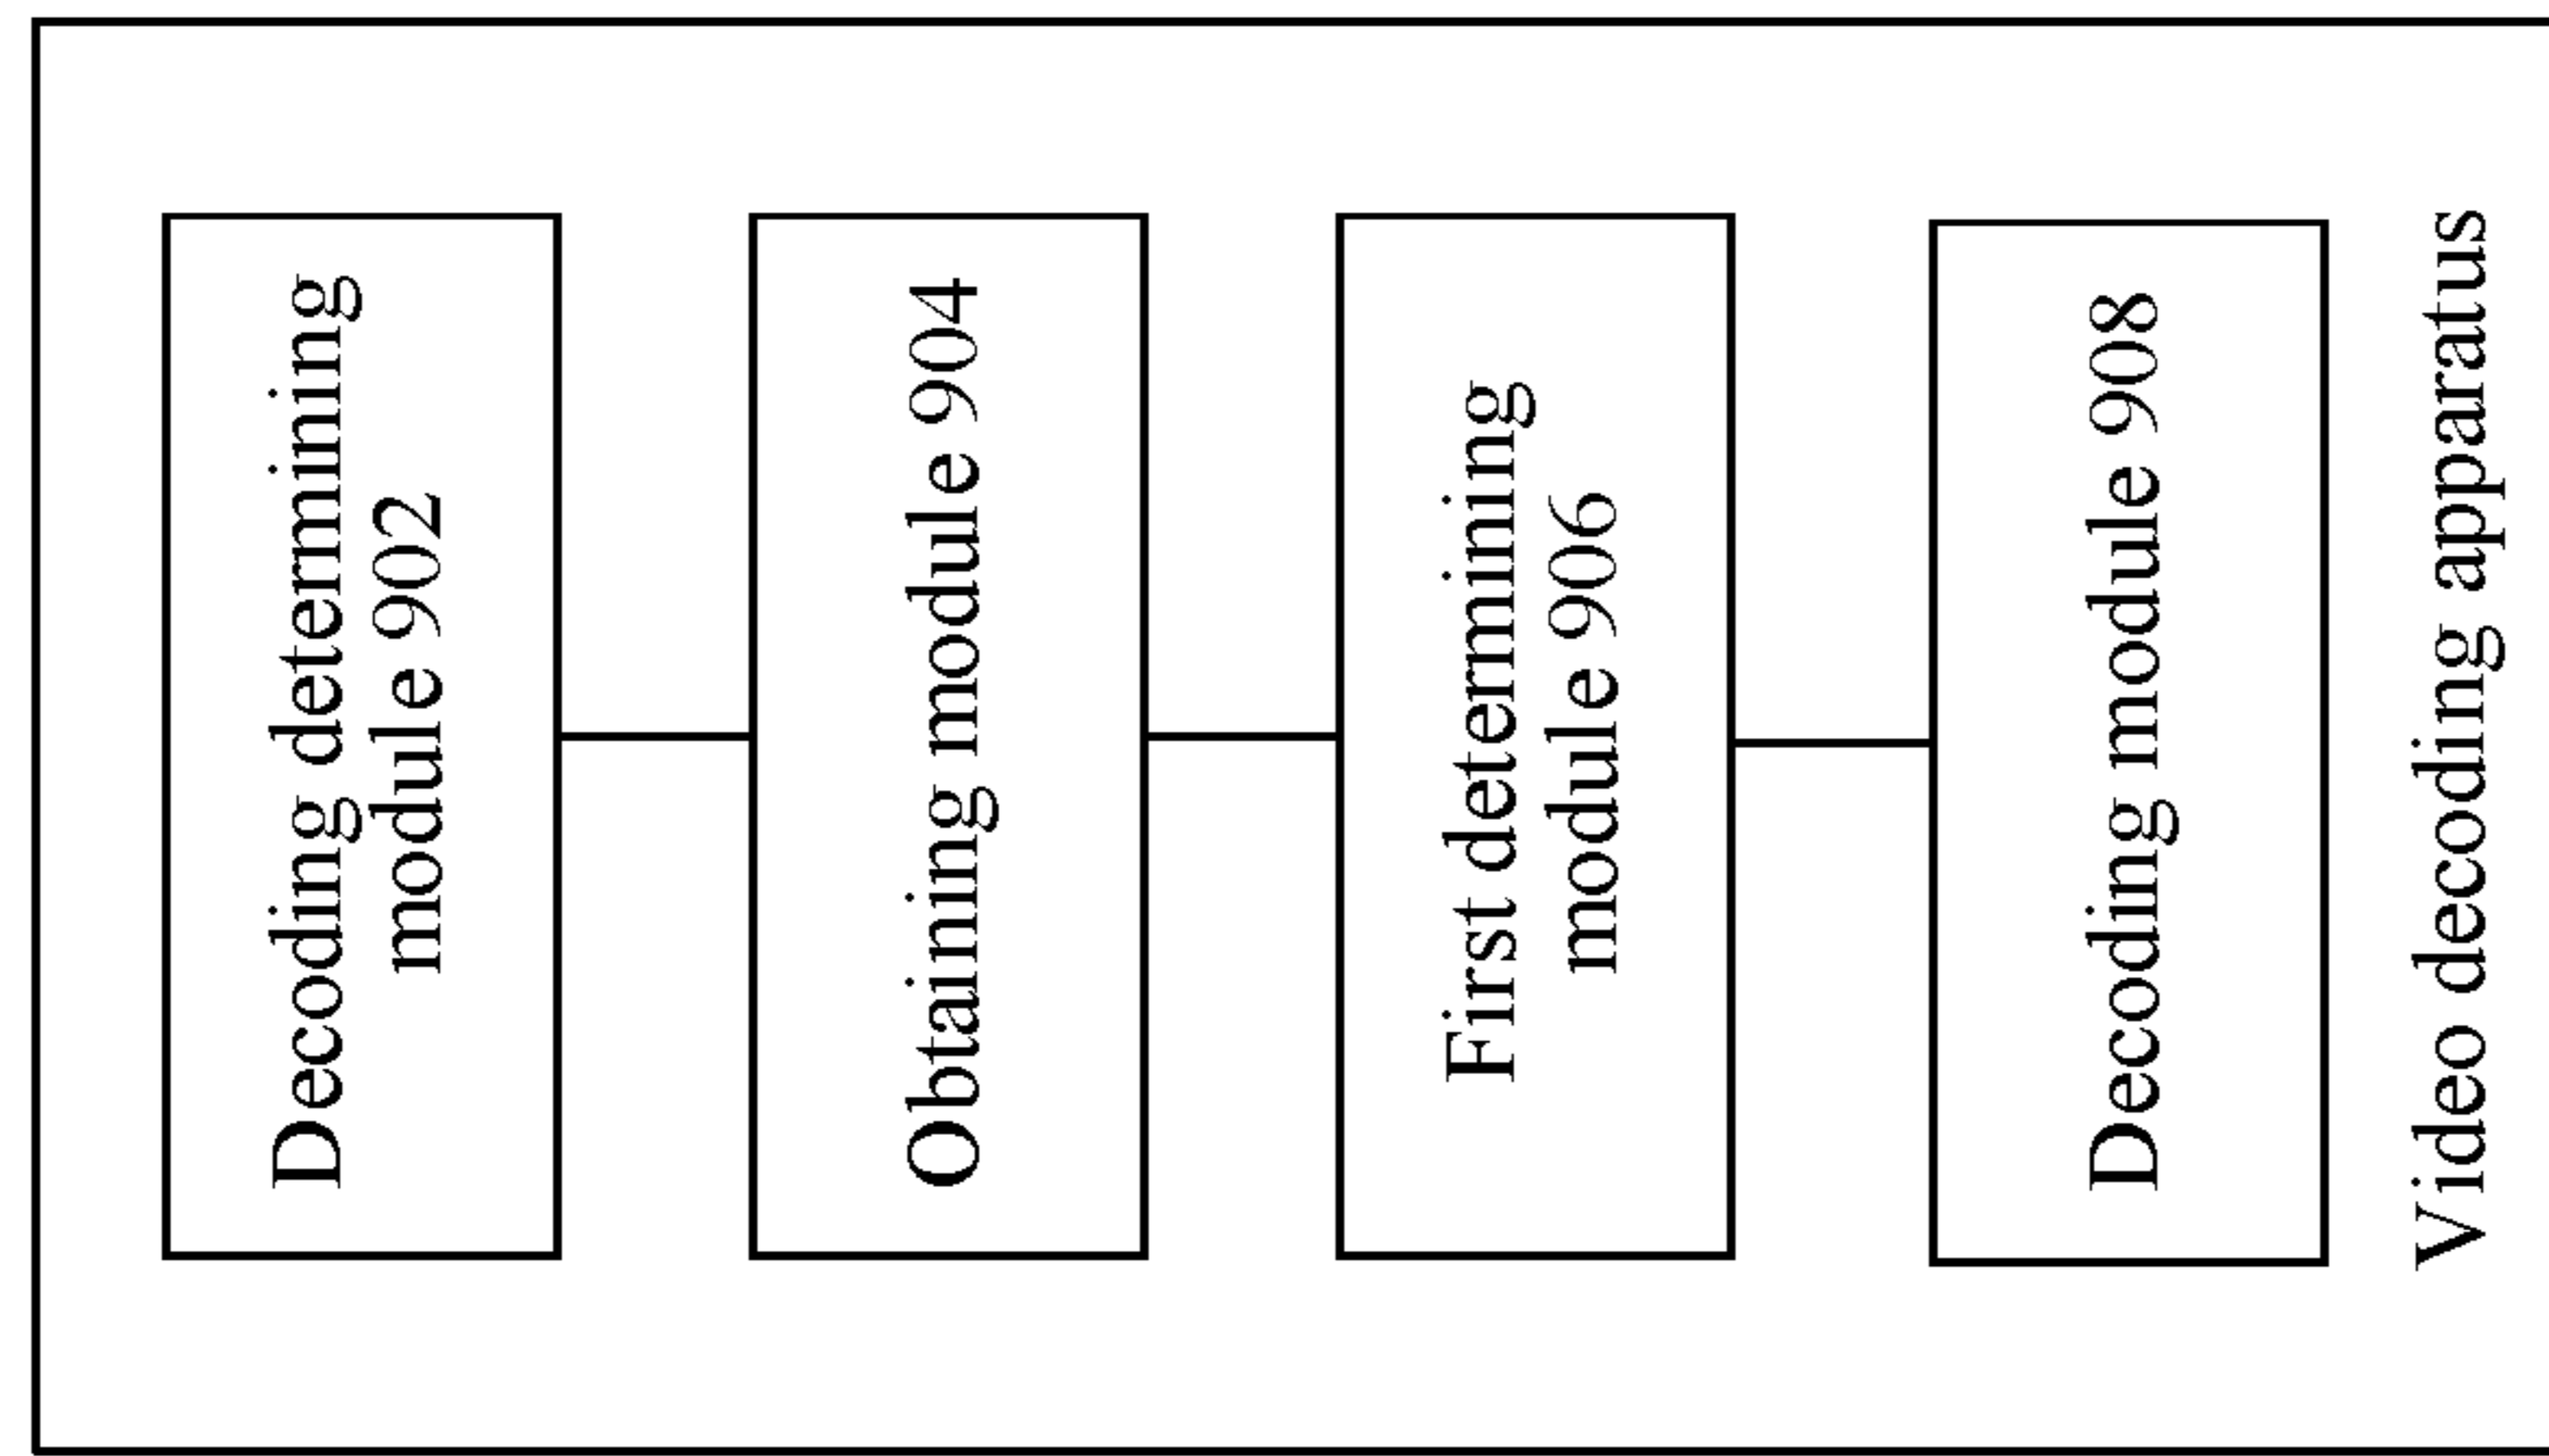 Decoding determining
module 902
Obtaining module 904
First determining
module 906
Decoding module 908
Video decoding apparatus